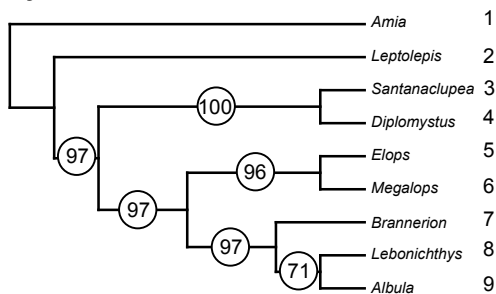 Amia 1
Leptolepis 2
Santanaclupea 3
100
Diplomystus 4
97
Elops 5
96
Megalops 6
97
Brannerion 7
97
Lebonichthys 8
71
Albula 9